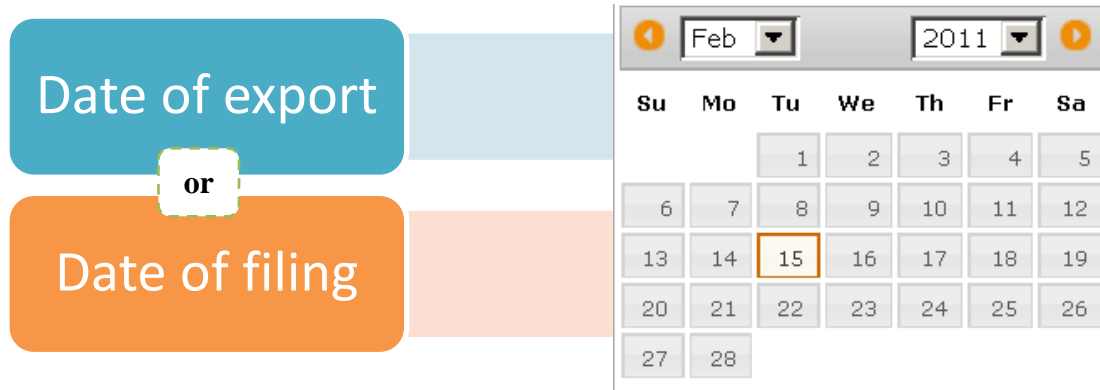 Date of export
or
Date of filing
Feb 2011
Su Mo Tu We Th Fr Sa
1 2 3 4 5
6 7 8 9 10 11 12
13 14 15 16 17 18 19
20 21 22 23 24 25 26
27 28